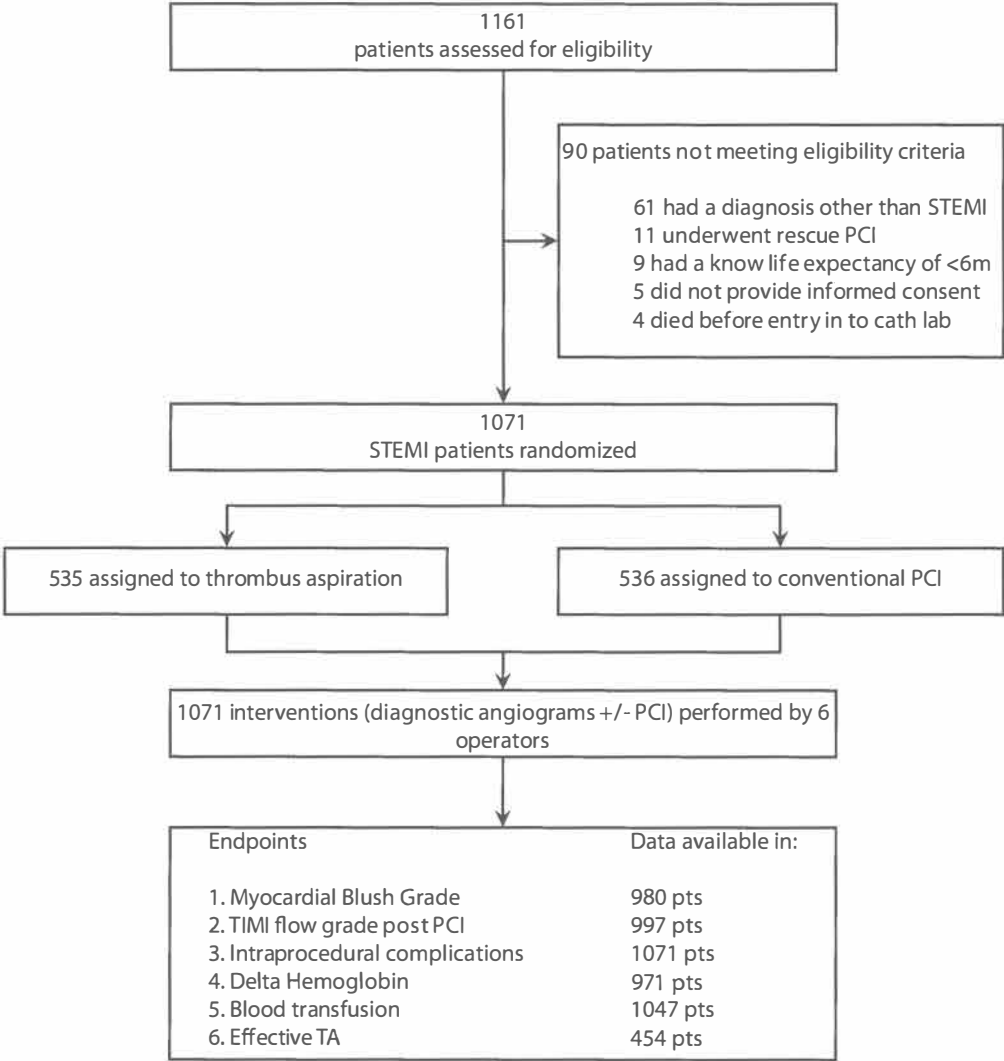 1161
patients assessed for eligibility
90 patients not meeting eligibility criteria
61 had a diagnosis other than STEMI
11 underwent rescue PCI
9 had a know life expectancy of <6m
5 did not provide informed consent
4 died before entry in to cath lab
1071
STEMI patients randomized
535 assigned to thrombus aspiration
536 assigned to conventional PCI
1071 interventions (diagnostic angiograms +/- PCI) performed by 6
operators
Endpoints Data available in:
1. Myocardial Blush Grade 980 pts
2. TIMI flow grade post PCI 997 pts
3. Intraprocedural complications 1071 pts
4. Delta Hemoglobin 971 pts
5. Blood transfusion 1047 pts
6. Effective TA 454 pts